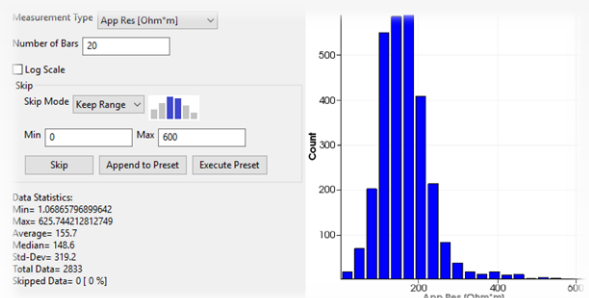 Measurement Type App Res [Ohm*m]
Number of Bars 20
Log Scale
Skip
Skip Mode Keep Range
Min 0 Max 600
Skip Append to Preset Execute Preset
Data Statistics:
Min= 1.06865796899642
Max= 625.744212812749
Average= 155.7
Median= 148.6
Std-Dev= 319.2
Total Data= 2833
Skipped Data= 0 [ 0 %]
500
400
300
200
100
Count
200 400 600
App Res [Ohm*m]